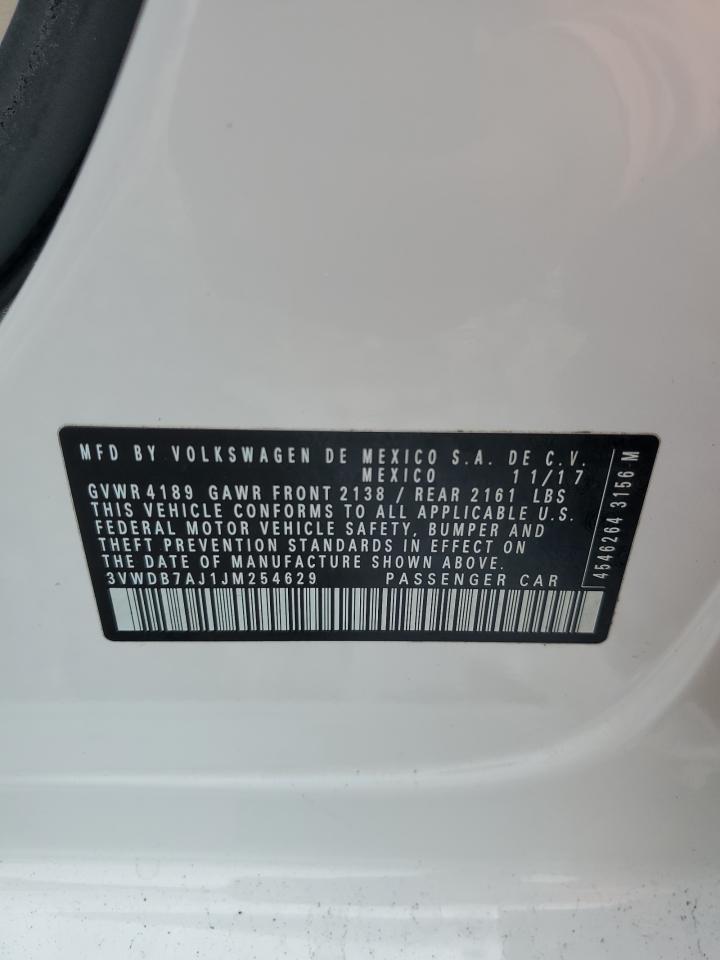 MFD BY VOLKSWAGEN DE MEXICO S.A. DE C.V.
MEXICO 11/17
GVWR 4189 GAWR FRONT 2138 / REAR 2161 LBS
THIS VEHICLE CONFORMS TO ALL APPLICABLE U.S.
FEDERAL MOTOR VEHICLE SAFETY, BUMPER AND
THEFT PREVENTION STANDARDS IN EFFECT ON
THE DATE OF MANUFACTURE SHOWN ABOVE.
3VWDB7AJ1JM254629 PASSENGER CAR
4546264 3156 M